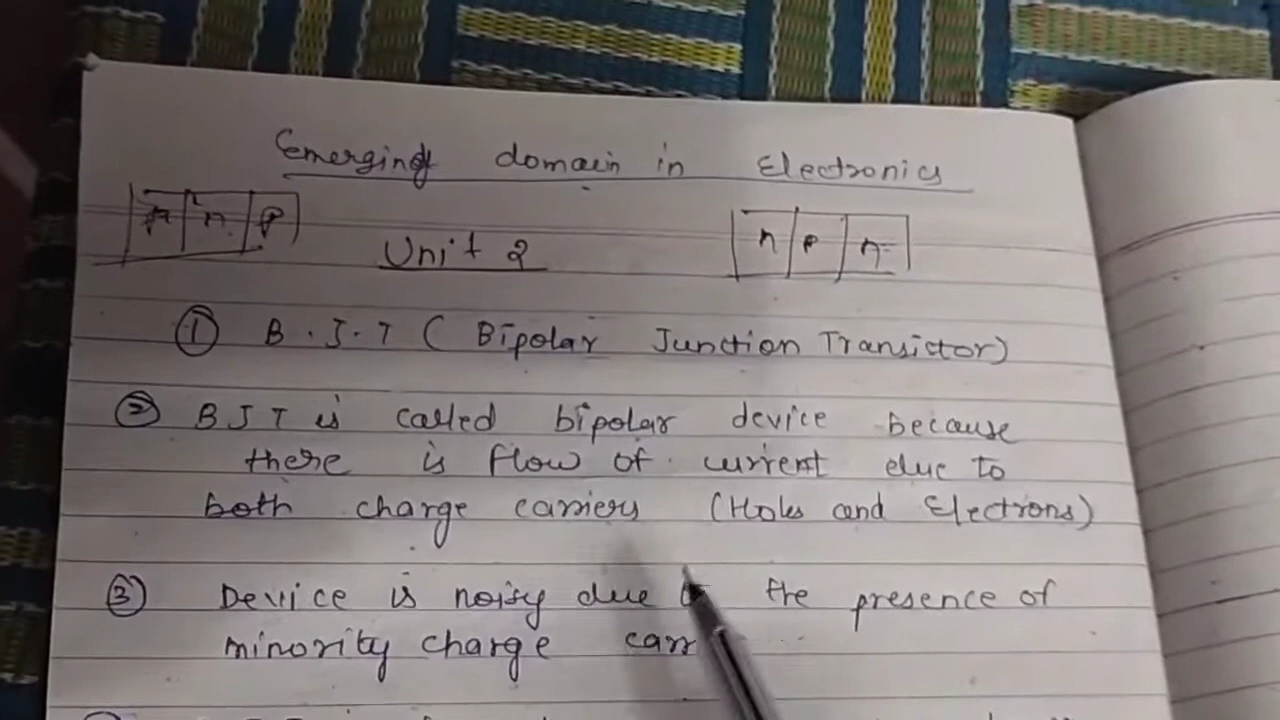 Emerging domain in Electronics
p n p
n p n
Unit 2
① B.J.T (Bipolar Junction Transistor)
② BJT is called bipolar device because
there is flow of current due to
both charge carriers (Holes and Electrons)
③ Device is noisy due the presence of
minority charge carr